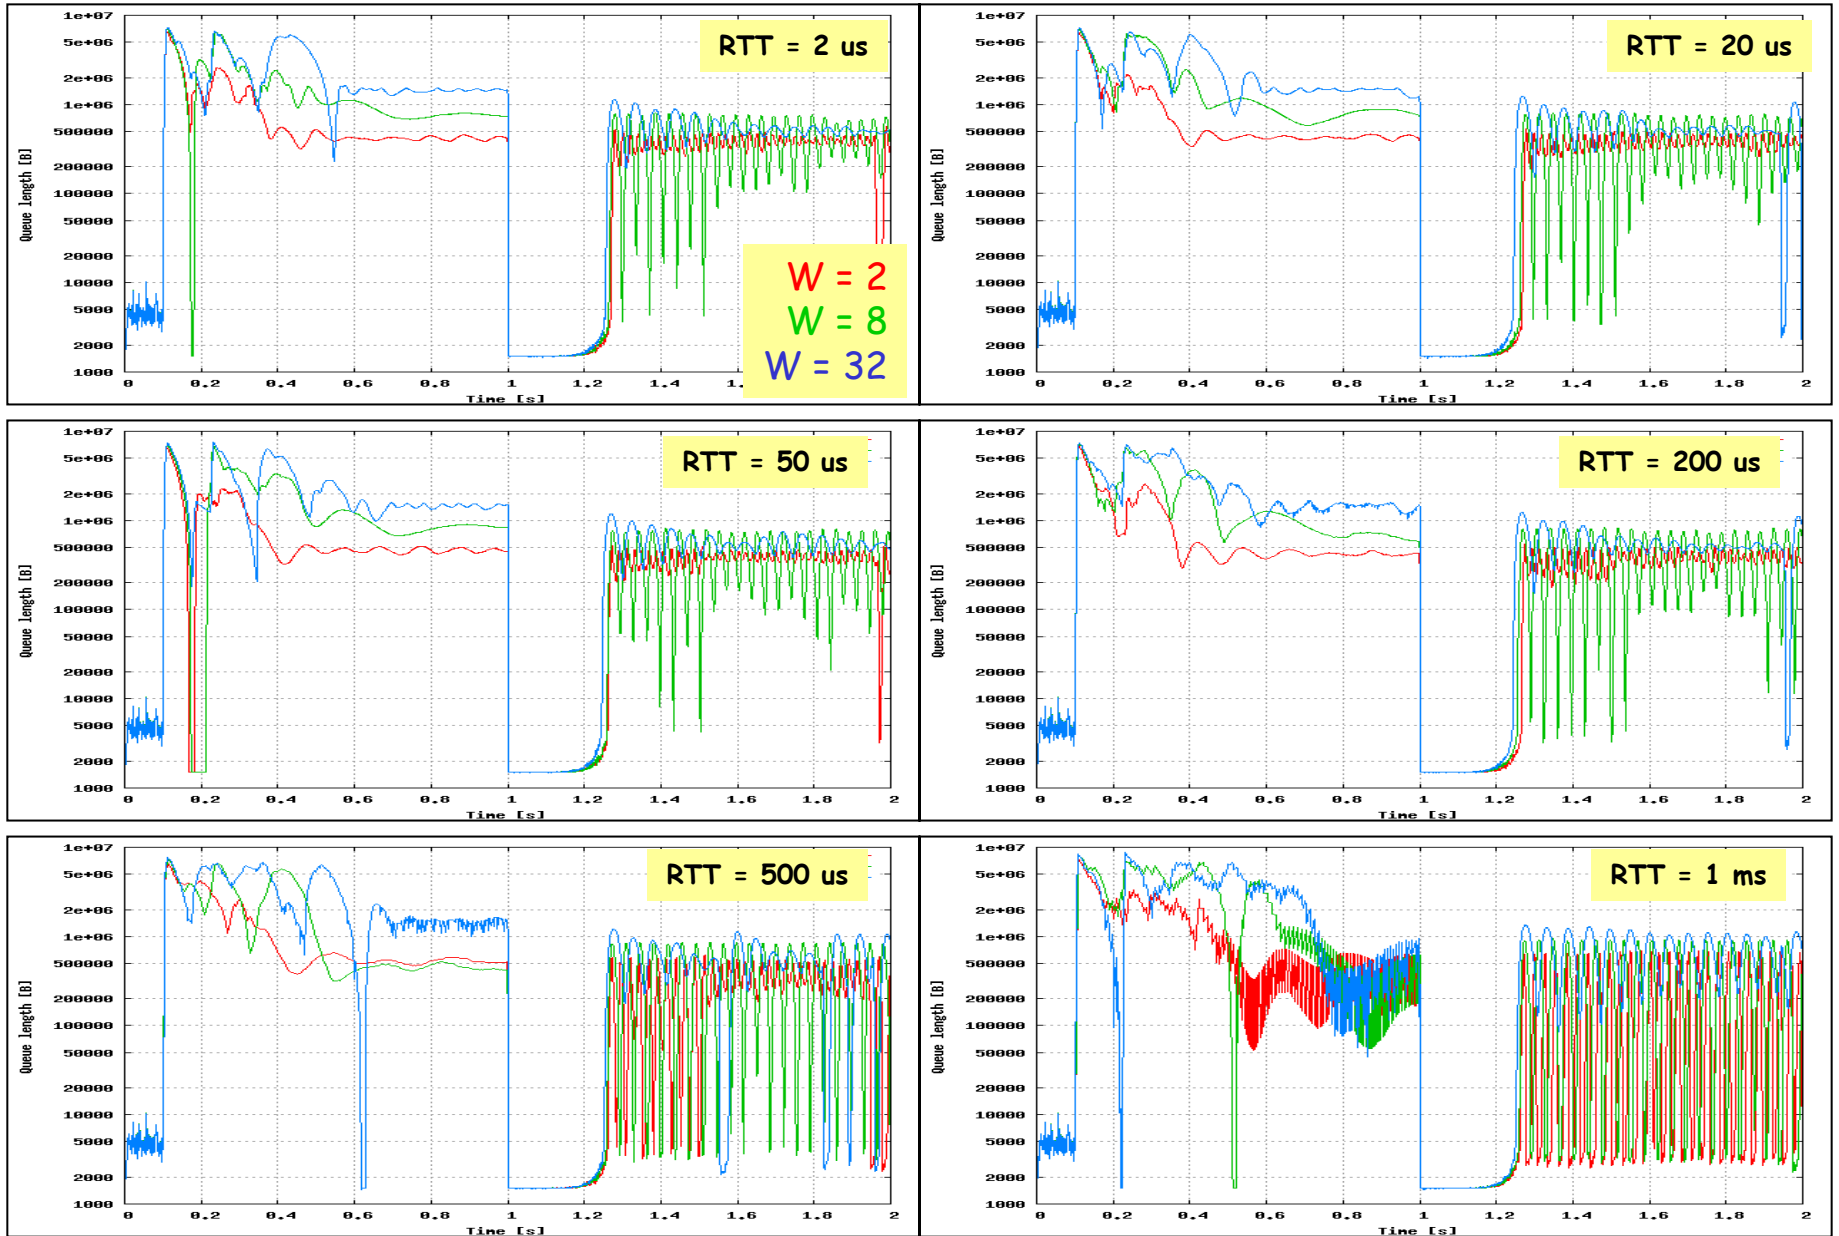 RTT = 2 us
1e+07
5e+06
2e+06
1e+06
500000
200000
100000
50000
20000
10000
5000
2000
1000
Queue length [B]
W = 2
W = 8
W = 32
0 0.2 0.4 0.6 0.8 1 1.2 1.4 1. 2
Time [s]
RTT = 20 us
1e+07
5e+06
2e+06
1e+06
500000
200000
100000
50000
20000
10000
5000
2000
1000
Queue length [B]
0 0.2 0.4 0.6 0.8 1 1.2 1.4 1.6 1.8 2
Time [s]
RTT = 50 us
1e+07
5e+06
2e+06
1e+06
500000
200000
100000
50000
20000
10000
5000
2000
1000
Queue length [B]
0 0.2 0.4 0.6 0.8 1 1.2 1.4 1.6 1.8 2
Time [s]
RTT = 200 us
1e+07
5e+06
2e+06
1e+06
500000
200000
100000
50000
20000
10000
5000
2000
1000
Queue length [B]
0 0.2 0.4 0.6 0.8 1 1.2 1.4 1.6 1.8 2
Time [s]
RTT = 500 us
1e+07
5e+06
2e+06
1e+06
500000
200000
100000
50000
20000
10000
5000
2000
1000
Queue length [B]
0 0.2 0.4 0.6 0.8 1 1.2 1.4 1.6 1.8 2
Time [s]
RTT = 1 ms
1e+07
5e+06
2e+06
1e+06
500000
200000
100000
50000
20000
10000
5000
2000
1000
Queue length [B]
0 0.2 0.4 0.6 0.8 1 1.2 1.4 1.6 1.8 2
Time [s]